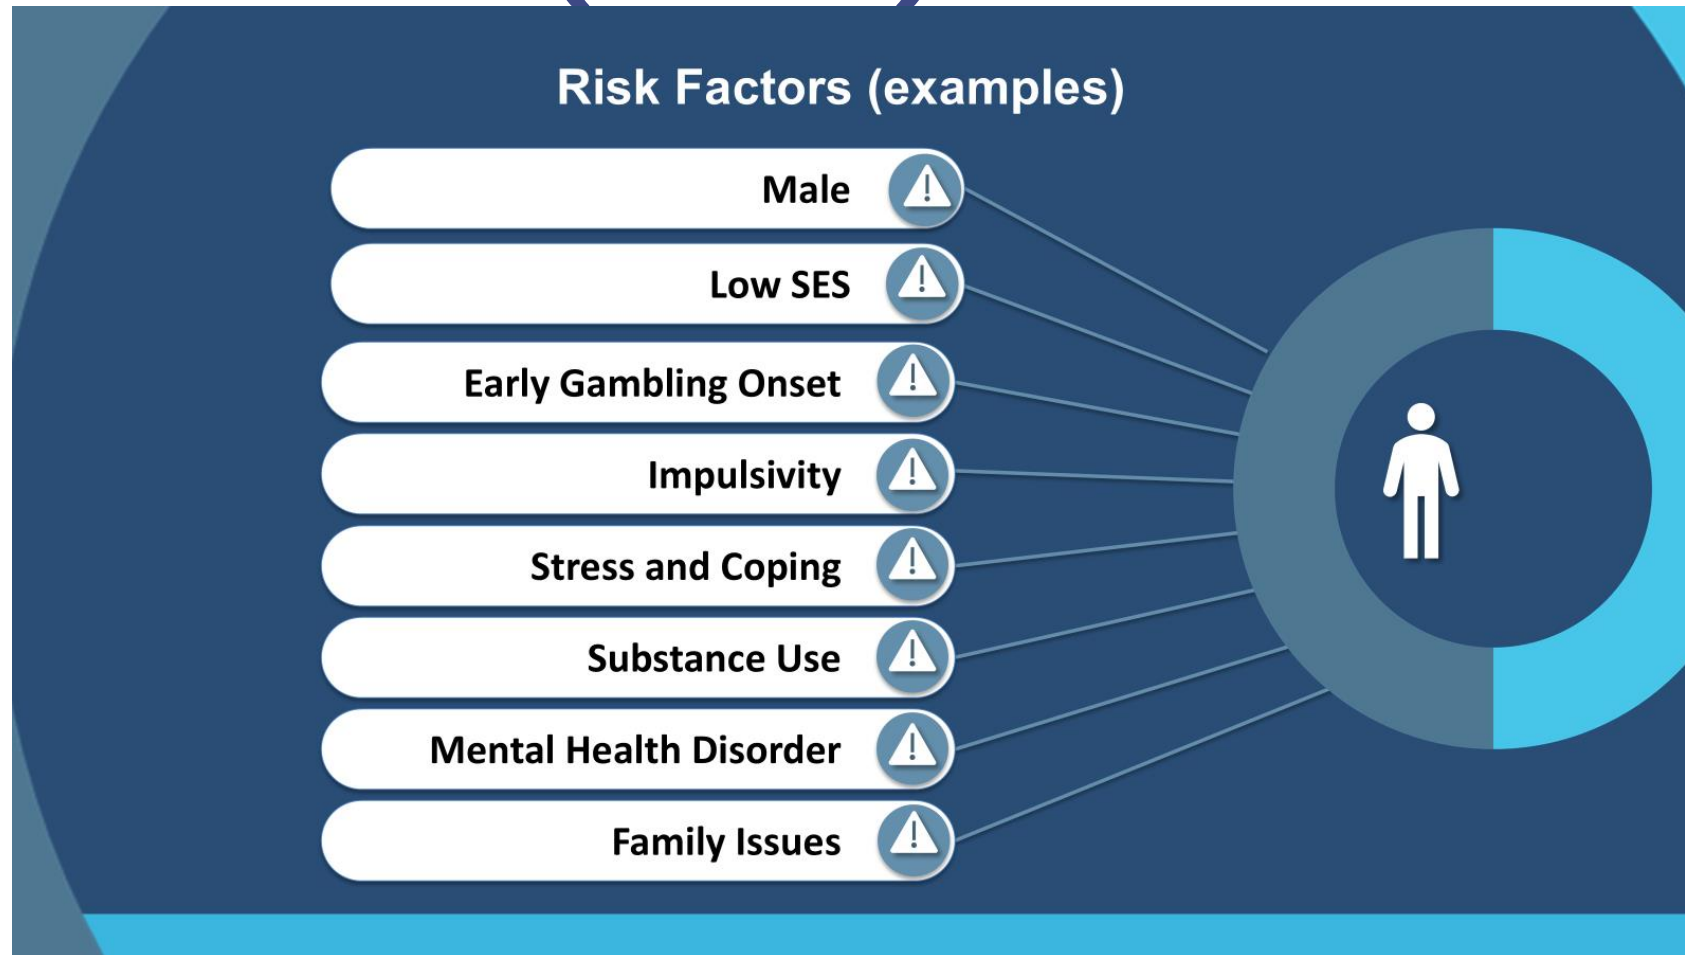 Risk Factors (examples)
Male
Low SES
Early Gambling Onset
Impulsivity
Stress and Coping
Substance Use
Mental Health Disorder
Family Issues